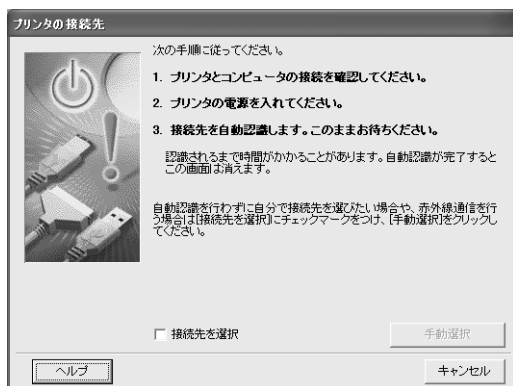 プリンタの接続先
次の手順に従ってください。
1. プリンタとコンピュータの接続を確認してください。
2. プリンタの電源を入れてください。
3. 接続先を自動認識します。このままお待ちください。
認識されるまで時間がかかることがあります。自動認識が完了すると
この画面は消えます。
自動認識を行わずに自分で接続先を選びたい場合や、赤外線通信を行
う場合は[接続先を選択]にチェックマークをつけ、[手動選択]をクリックし
てください。
接続先を選択
手動選択
ヘルプ
キャンセル